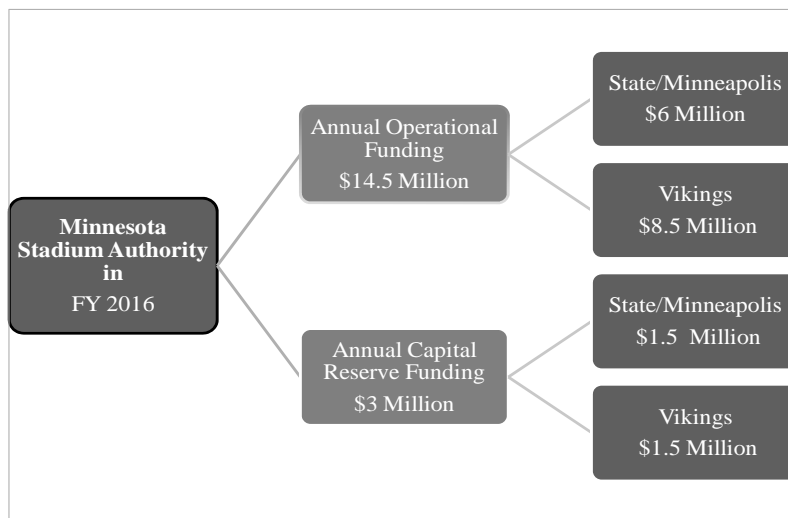 Minnesota
Stadium Authority
in
FY 2016
Annual Operational
Funding
$14.5 Million
State/Minneapolis
$6 Million
Vikings
$8.5 Million
Annual Capital
Reserve Funding
$3 Million
State/Minneapolis
$1.5 Million
Vikings
$1.5 Million